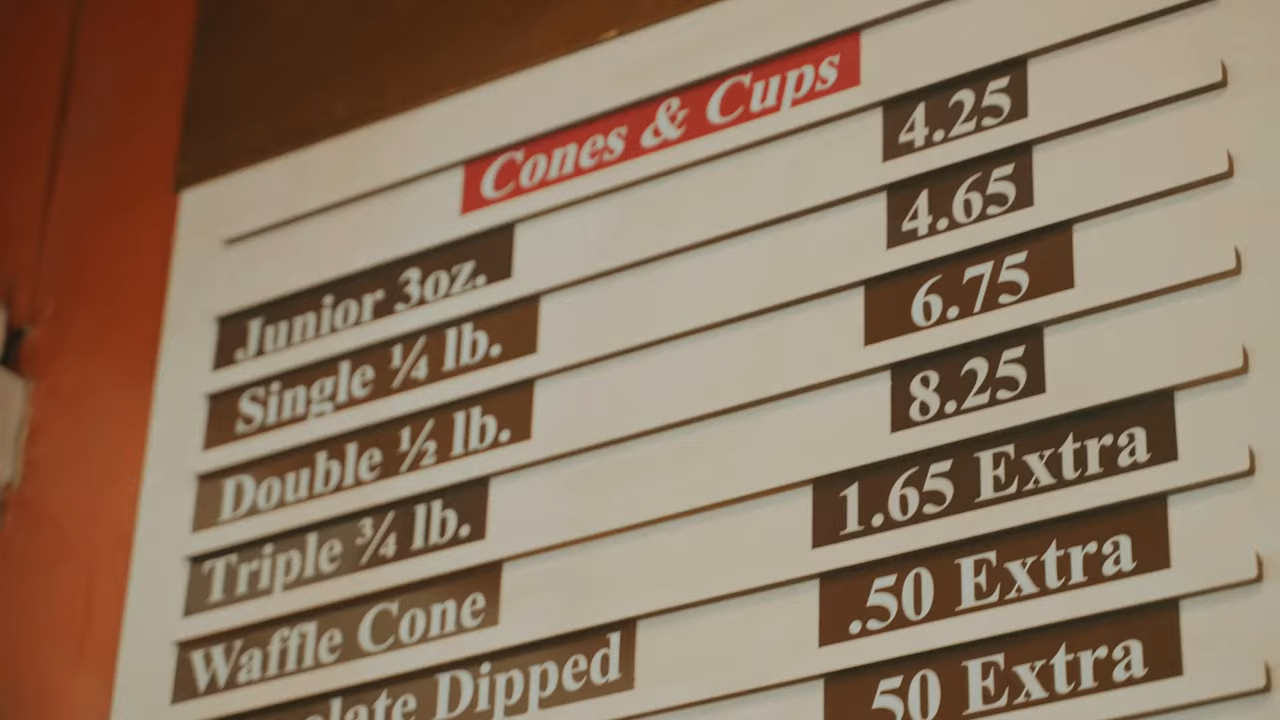 Cones & Cups
Junior 3oz. 4.25
Single ¼ lb. 4.65
Double ½ lb. 6.75
Triple ¾ lb. 8.25
Waffle Cone 1.65 Extra
Dipped .50 Extra
50 Extra